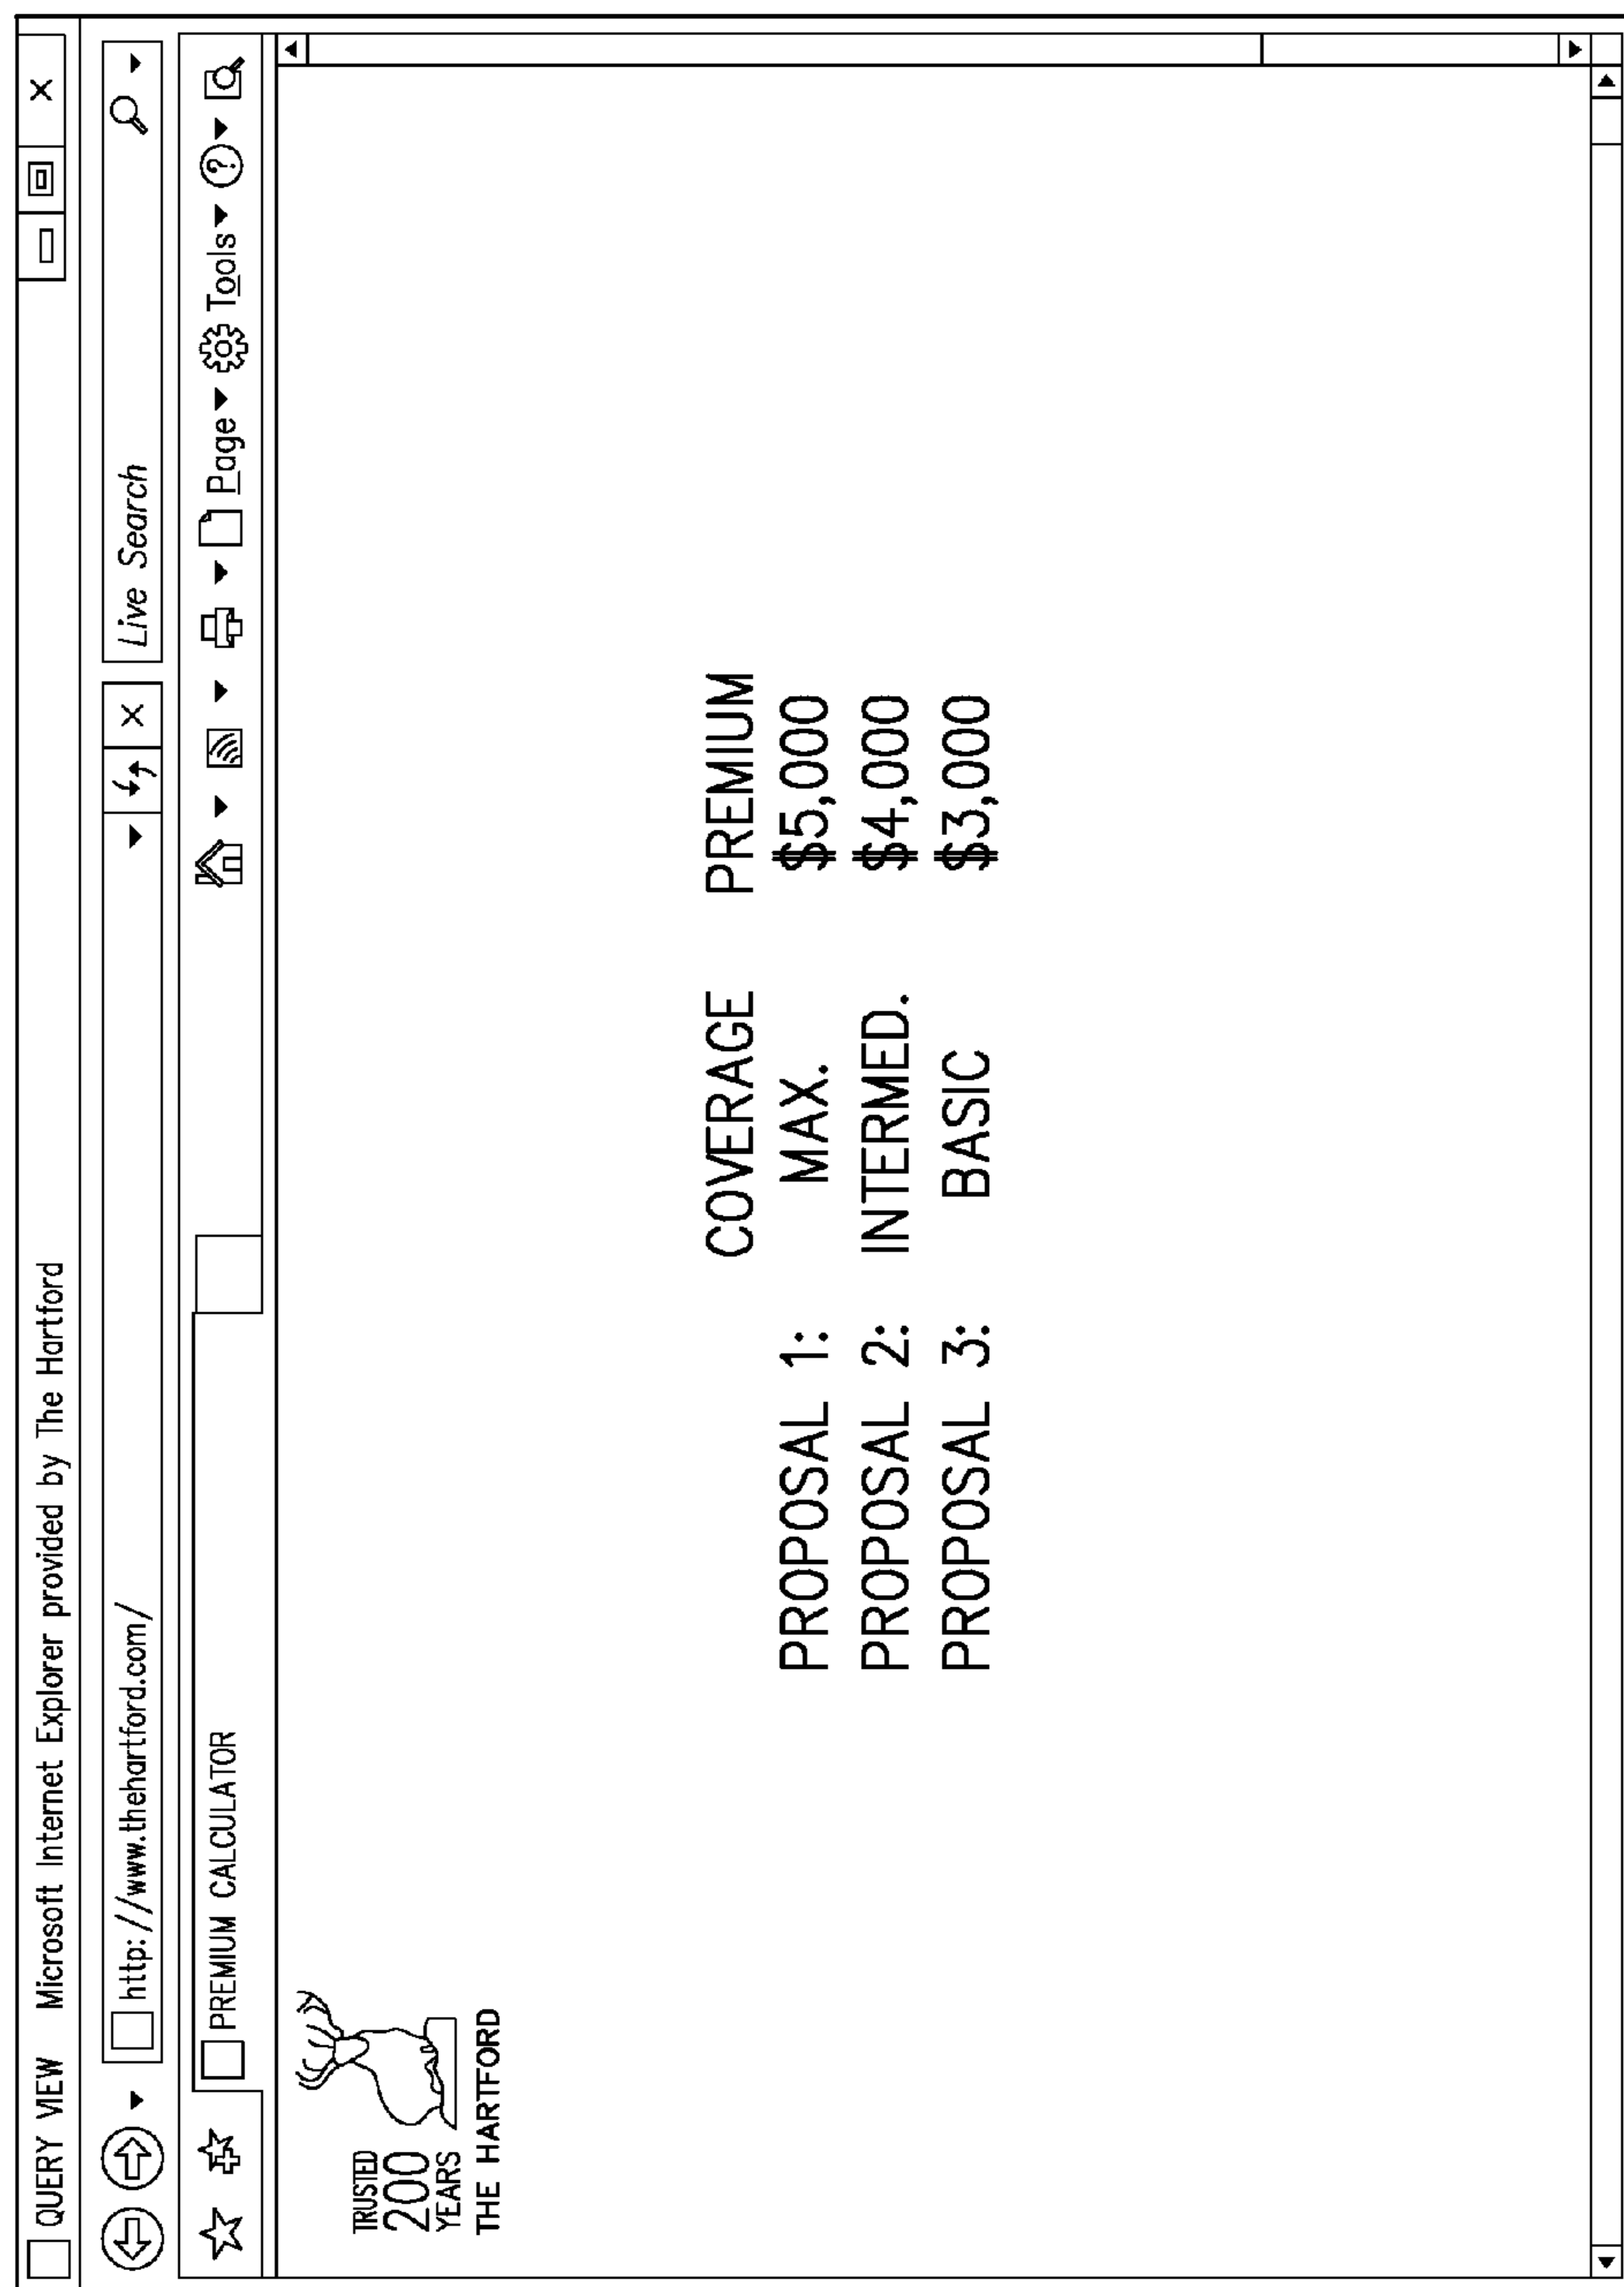 QUERY VIEW Microsoft Internet Explorer provided by The Hartford
http://www.thehartford.com/ Live Search
PREMIUM CALCULATOR Page Tools ?
TRUSTED
200
YEARS
THE HARTFORD
COVERAGE PREMIUM
PROPOSAL 1: MAX. $5,000
PROPOSAL 2: INTERMED. $4,000
PROPOSAL 3: BASIC $3,000